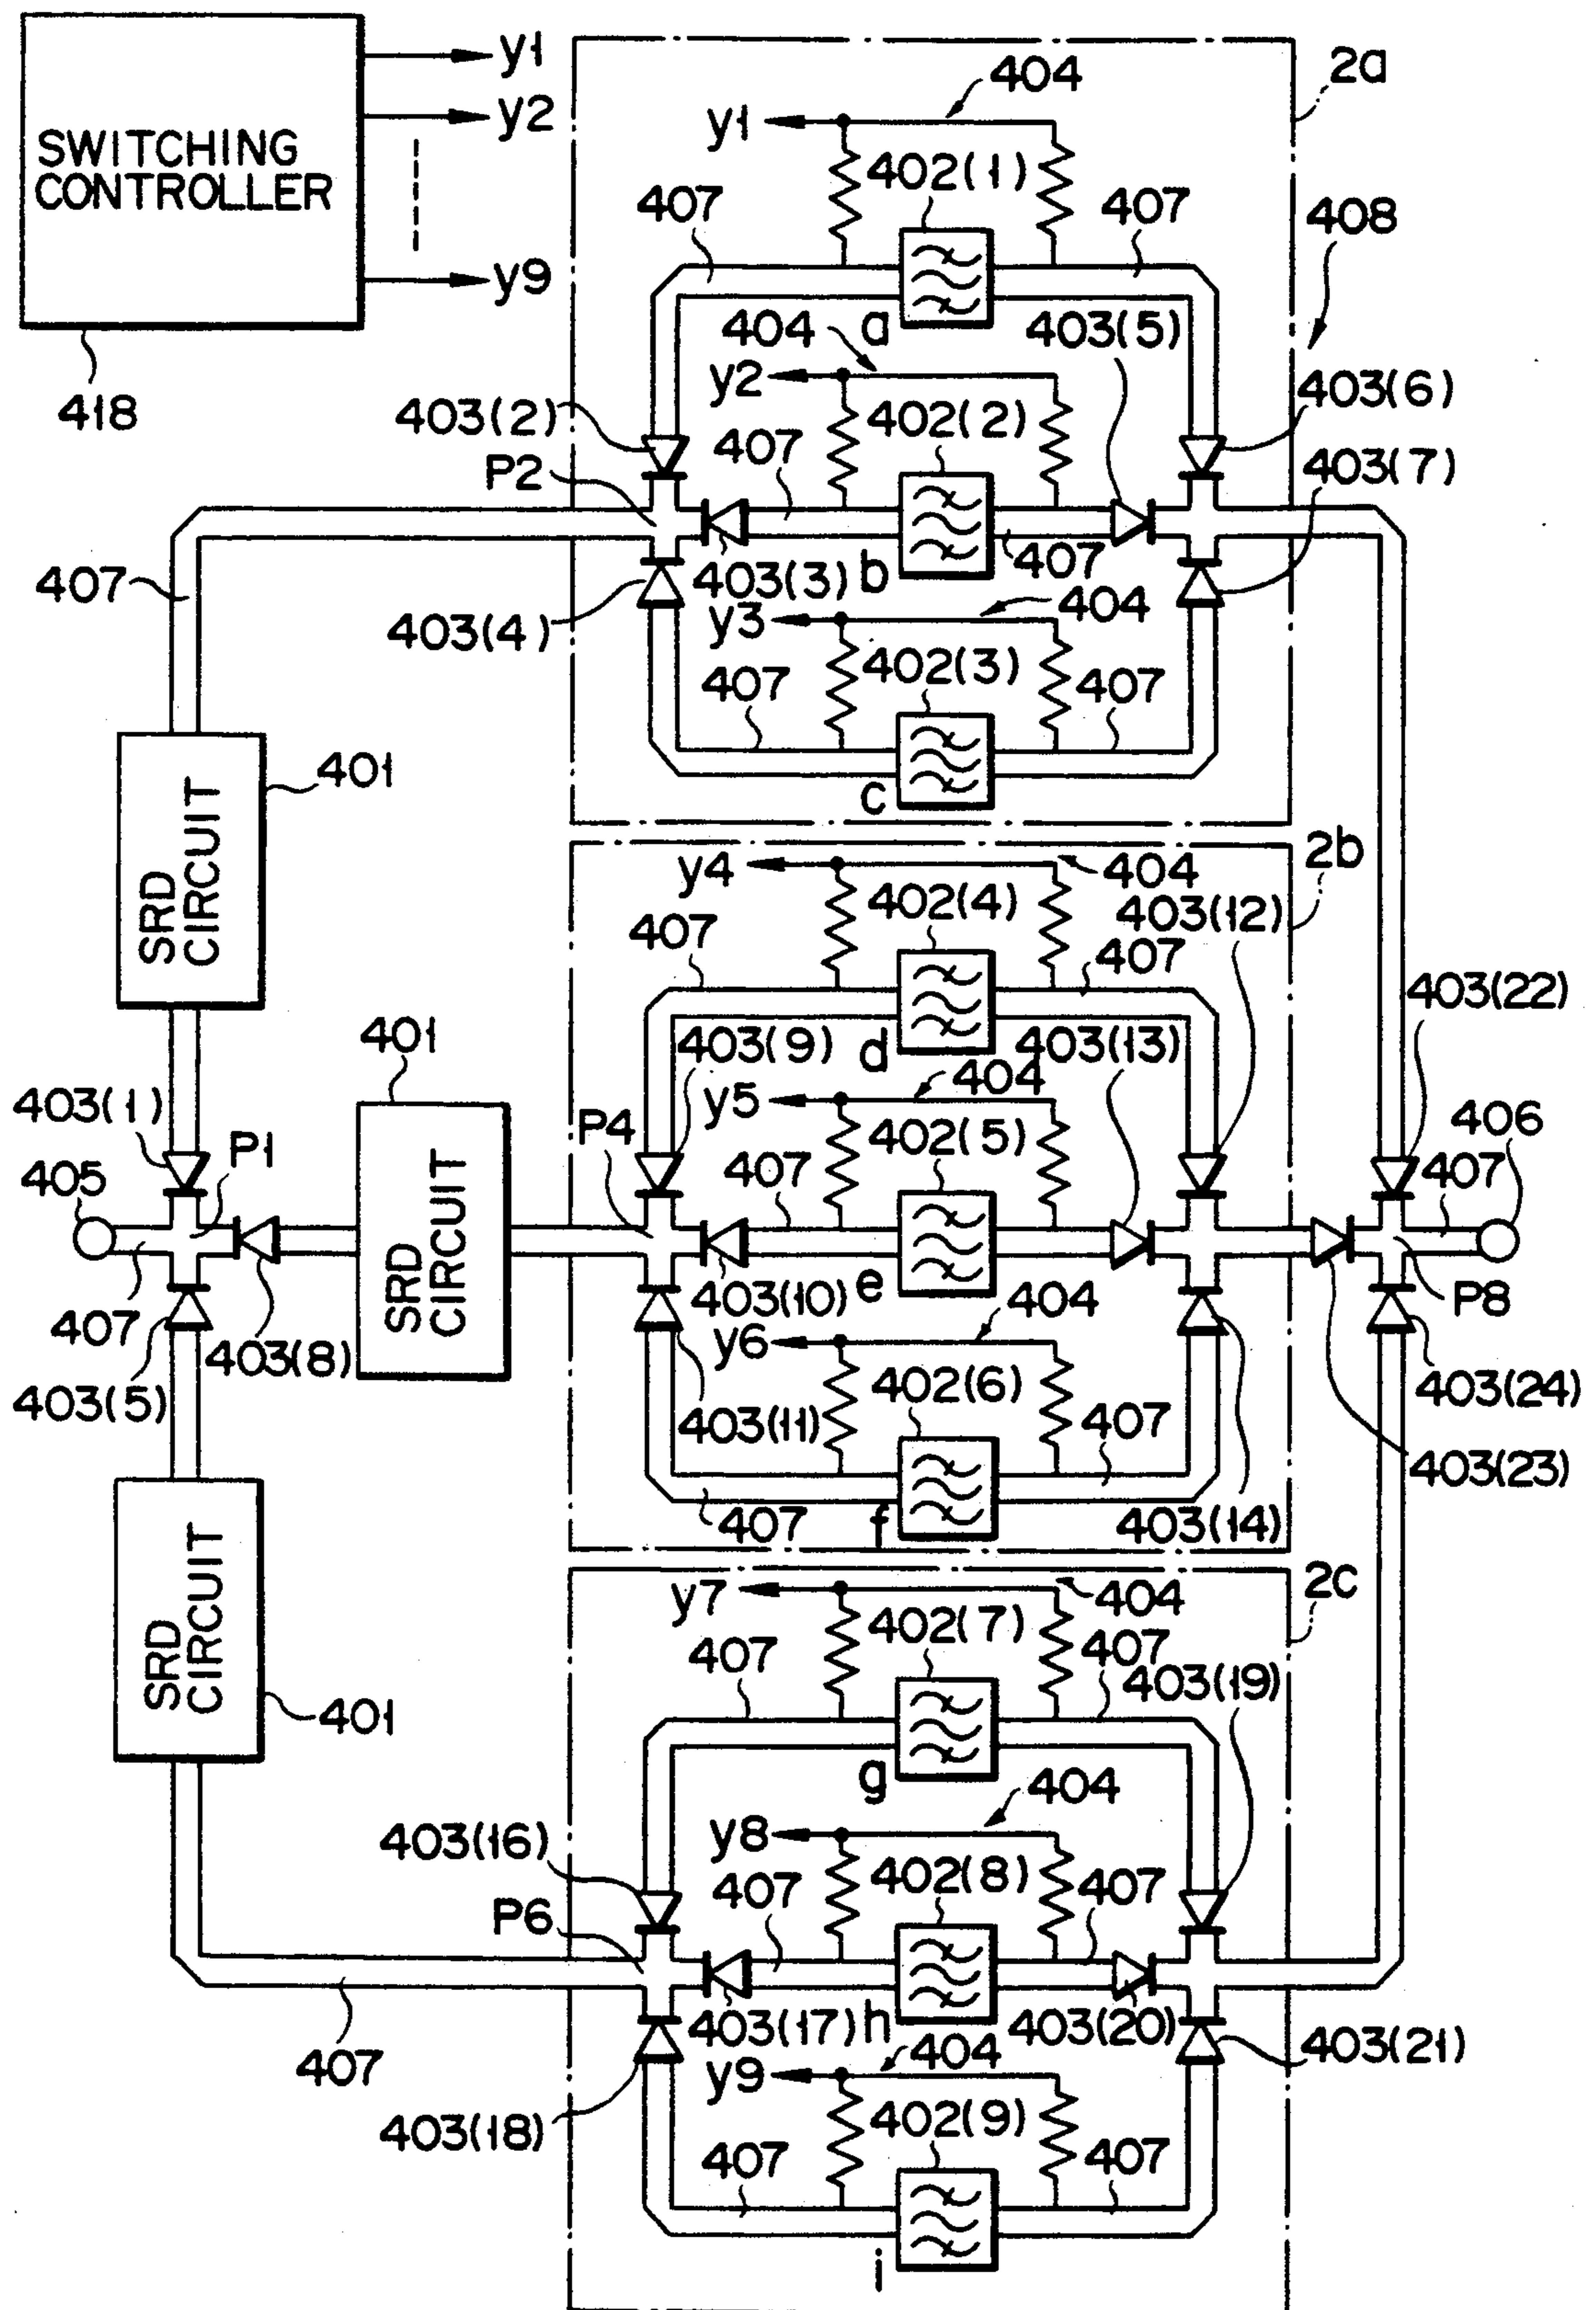 SWITCHING
CONTROLLER
y1
y2
y9
418
2a
404
y1
402(1)
407
407
408
404
a
403(5)
y2
403(2)
402(2)
403(6)
P2
407
403(7)
407
403(3)
b
407
403(4)
y3
404
402(3)
407
407
c
SRD
CIRCUIT
401
2b
y4
404
402(4)
403(12)
407
407
403(22)
401
403(9)
d
403(13)
404
403(1)
P1
y5
P4
402(5)
406
405
407
407
SRD
CIRCUIT
403(10)
e
404
P8
407
403(8)
y6
403(5)
402(6)
403(24)
403(11)
407
403(23)
407
f
403(14)
SRD
CIRCUIT
401
2c
y7
404
402(7)
407
407
403(19)
g
404
403(16)
y8
402(8)
P6
407
407
403(17)
h
403(20)
403(21)
407
y9
404
403(18)
402(9)
407
407
i